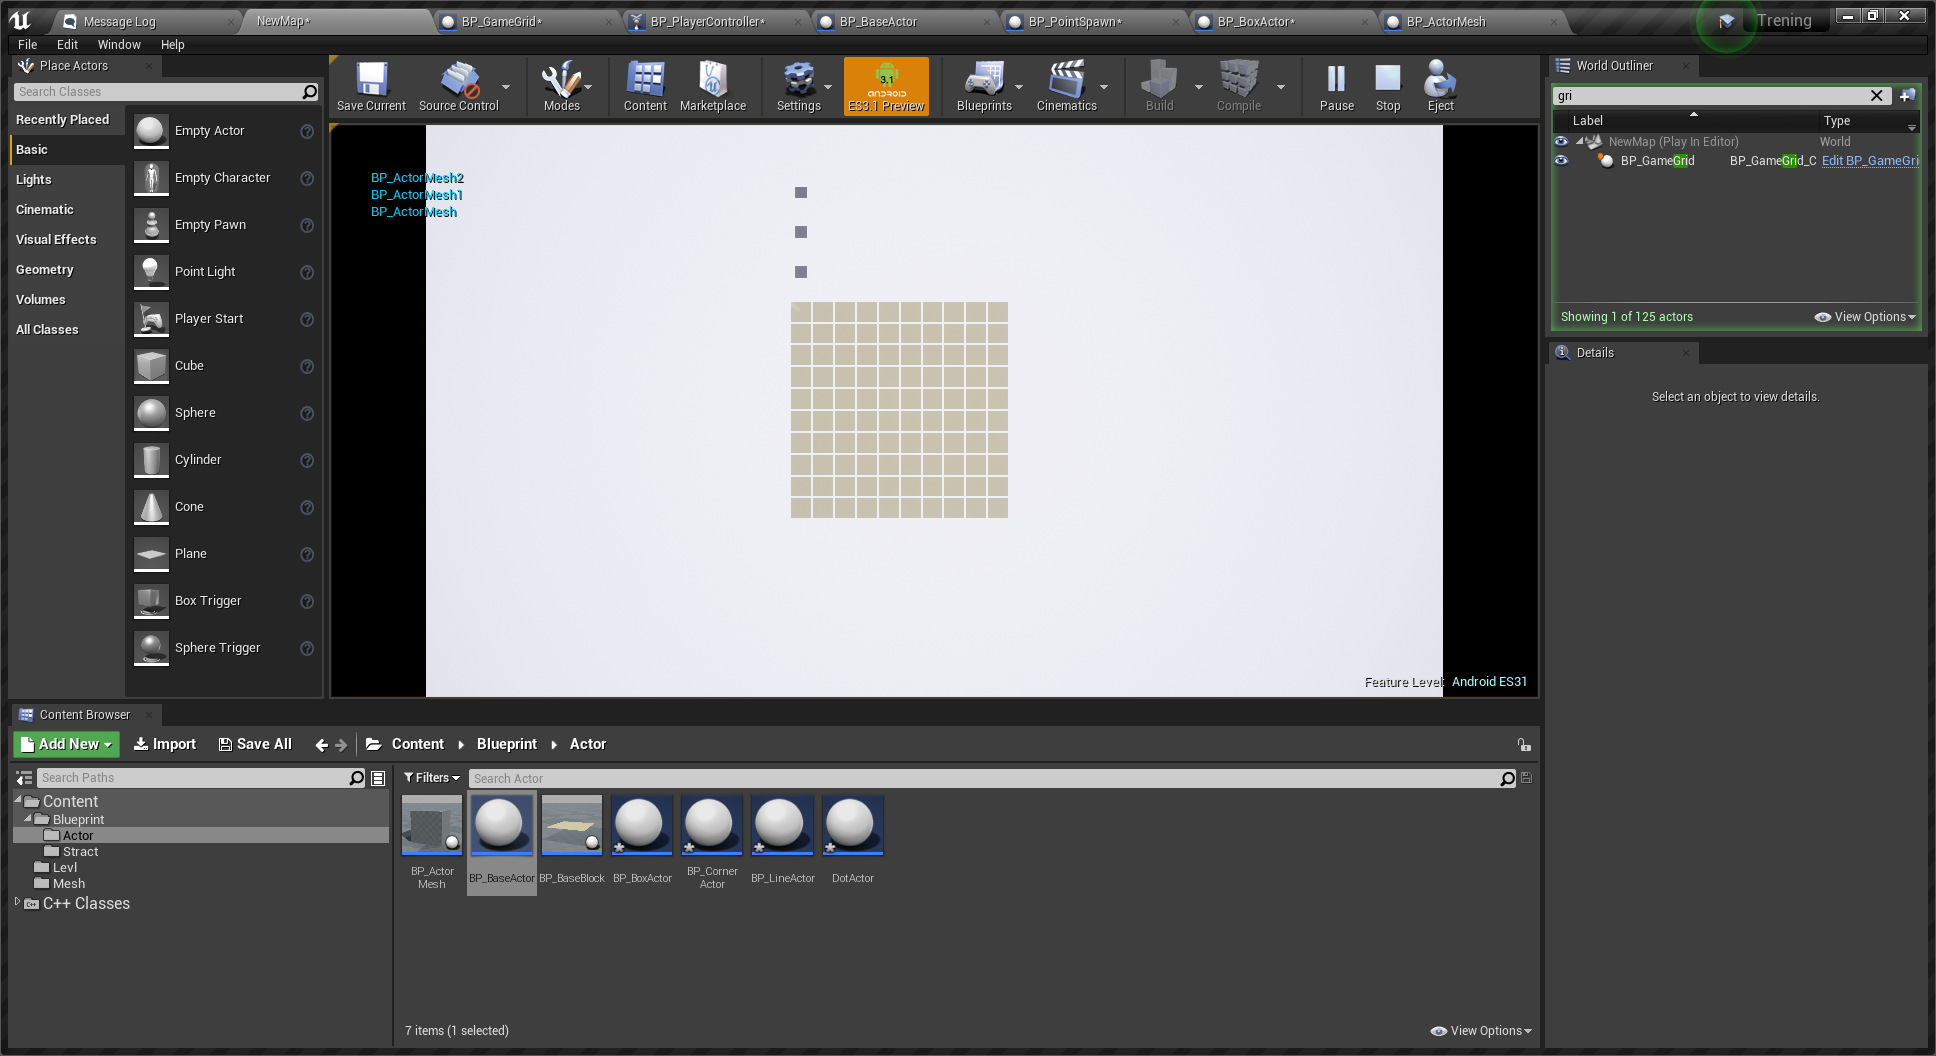 Message Log
NewMap*
BP_GameGrid*
BP_PlayerController*
BP_BaseActor
BP_PointSpawn*
BP_BoxActor*
BP_ActorMesh
Trening
File Edit Window Help
Place Actors
Search Classes
Recently Placed
Basic
Lights
Cinematic
Visual Effects
Geometry
Volumes
All Classes
Empty Actor
Empty Character
Empty Pawn
Point Light
Player Start
Cube
Sphere
Cylinder
Cone
Plane
Box Trigger
Sphere Trigger
Save Current
Source Control
Modes
Content
Marketplace
Settings
3.1
ANDROID
ES3.1 Preview
Blueprints
Cinematics
Build
Compile
Pause
Stop
Eject
BP_ActorMesh2
BP_ActorMesh1
BP_ActorMesh
Feature Level: Android ES31
World Outliner
gri
Label Type
NewMap (Play In Editor) World
BP_GameGrid BP_GameGrid_C Edit BP_GameGri
Showing 1 of 125 actors
View Options
Details
Select an object to view details.
Content Browser
Add New Import Save All Content Blueprint Actor
Search Paths
Content
Blueprint
Actor
Stract
Levl
Mesh
C++ Classes
Filters
Search Actor
BP_Actor
Mesh
BP_BaseActor
BP_BaseBlock
BP_BoxActor
BP_Corner
Actor
BP_LineActor
DotActor
7 items (1 selected)
View Options